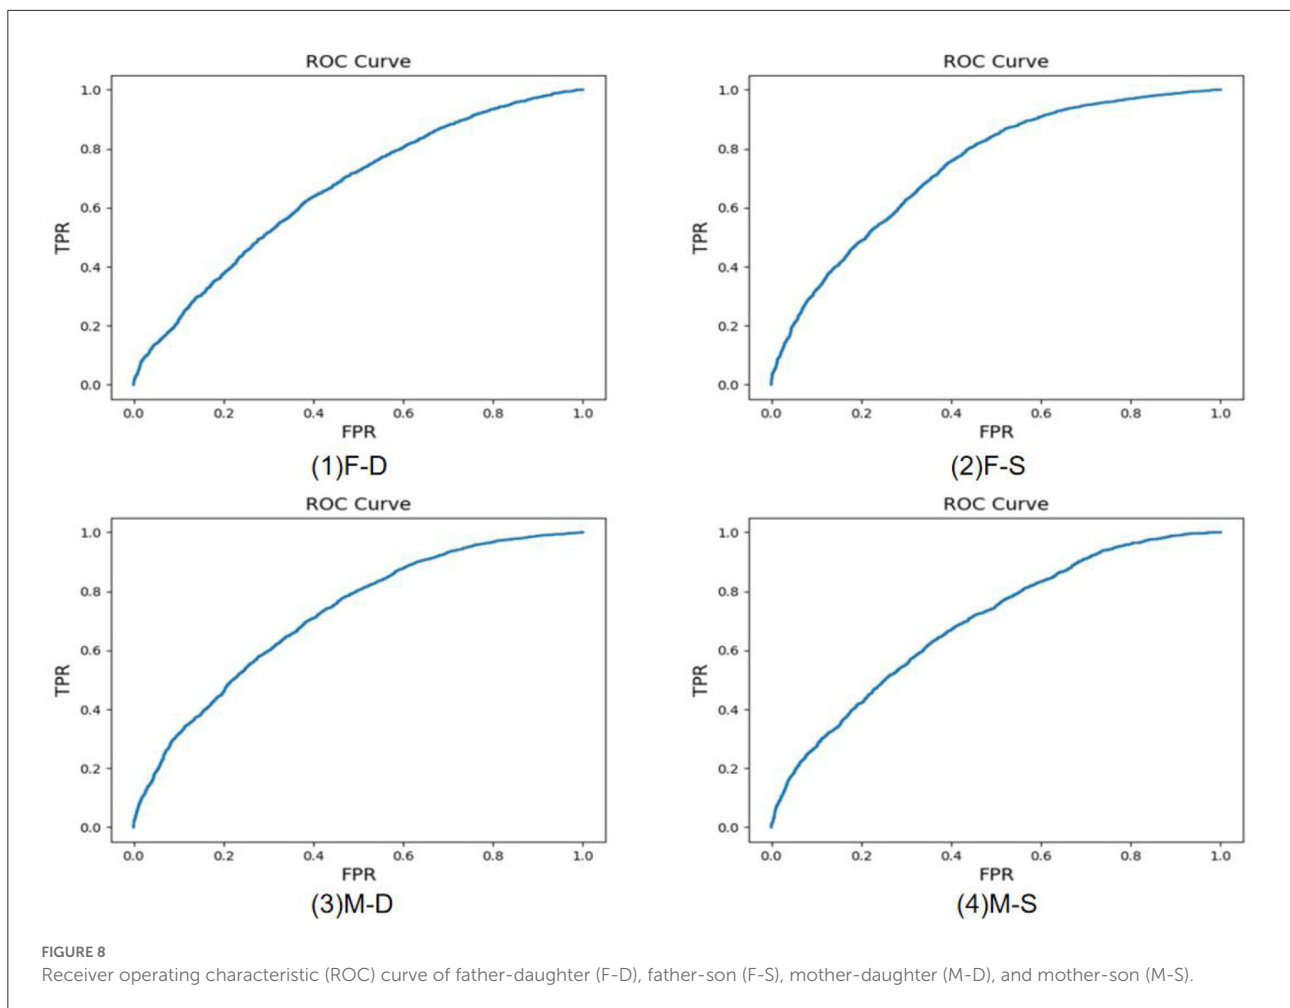 ROC Curve
1.0
0.8
0.6
0.4
0.2
0.0
TPR
0.0 0.2 0.4 0.6 0.8 1.0
FPR
(1)F-D
ROC Curve
1.0
0.8
0.6
0.4
0.2
0.0
TPR
0.0 0.2 0.4 0.6 0.8 1.0
FPR
(2)F-S
ROC Curve
1.0
0.8
0.6
0.4
0.2
0.0
TPR
0.0 0.2 0.4 0.6 0.8 1.0
FPR
(3)M-D
ROC Curve
1.0
0.8
0.6
0.4
0.2
0.0
TPR
0.0 0.2 0.4 0.6 0.8 1.0
FPR
(4)M-S
FIGURE 8
Receiver operating characteristic (ROC) curve of father-daughter (F-D), father-son (F-S), mother-daughter (M-D), and mother-son (M-S).